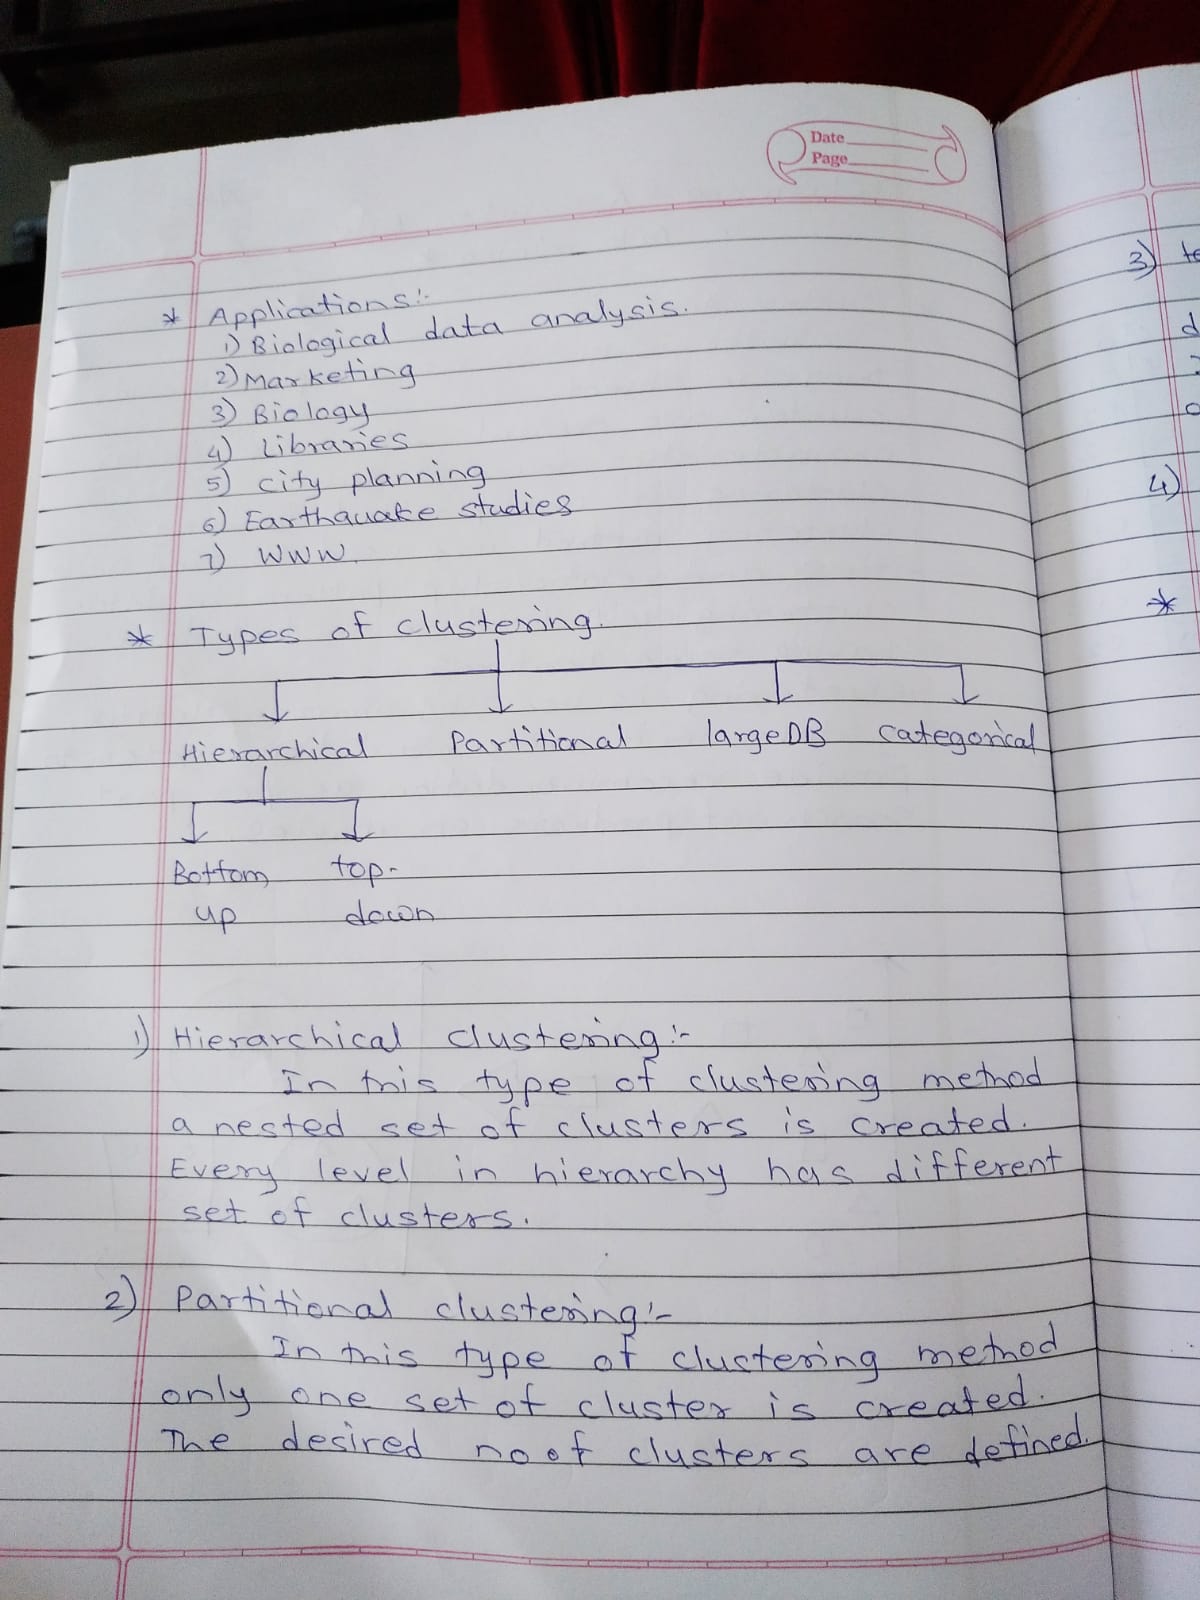 Date
Page
* Applications:-
1) Biological data analysis.
2) Marketing
3) Biology
4) Libraries
5) city planning
6) Earthquake studies
7) WWW.
* Types of clustering.
Hierarchical Partitional largeDB categorical
Bottom top-
up down
1) Hierarchical clustering:-
In this type of clustering method
a nested set of clusters is created.
Every level in hierarchy has different
set of clusters.
2) Partitional clustering:-
In this type of clustering method
only one set of cluster is created.
The desired no of clusters are defined.
3)
4)
*